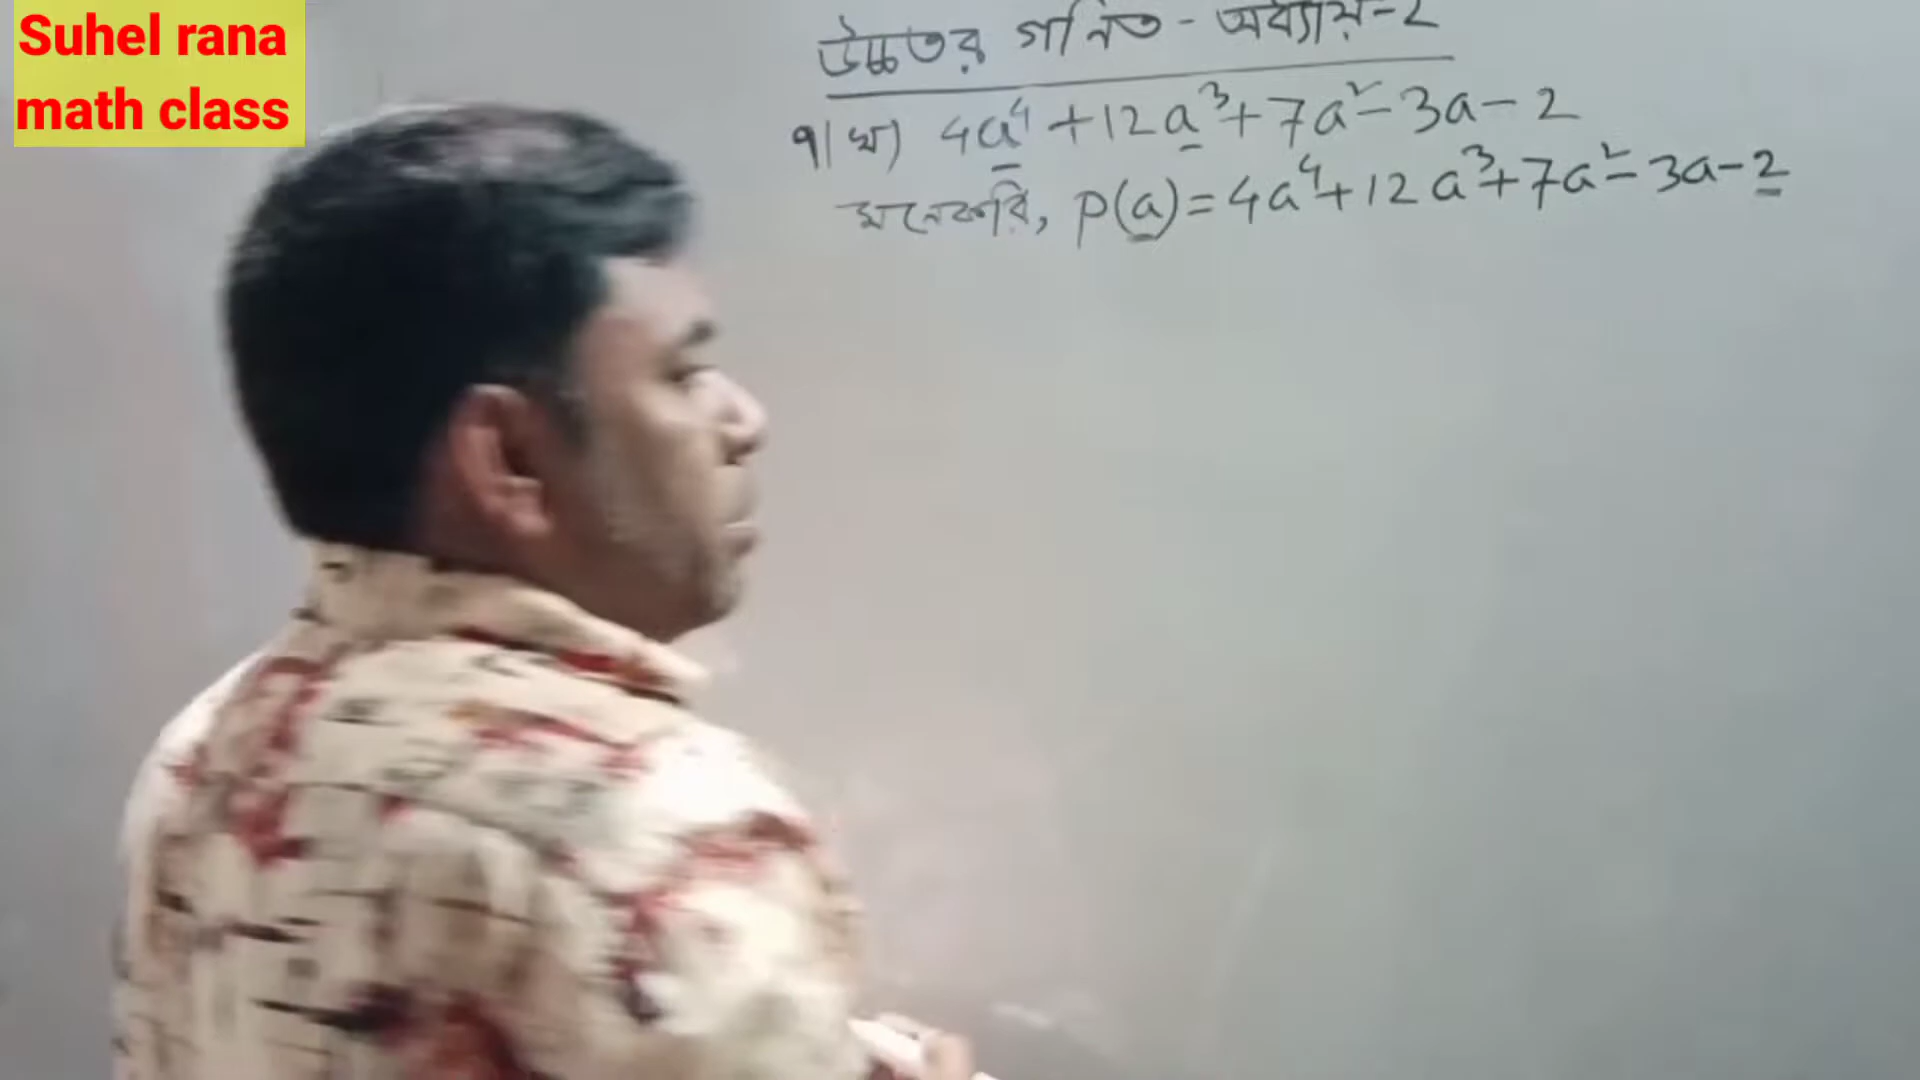 Suhel rana
math class
উচ্চতর গনিত - অধ্যায়-2
৭। খ) 4a⁴ + 12a³ + 7a² - 3a - 2
মনেকরি, p(a) = 4a⁴ + 12a³ + 7a² - 3a - 2